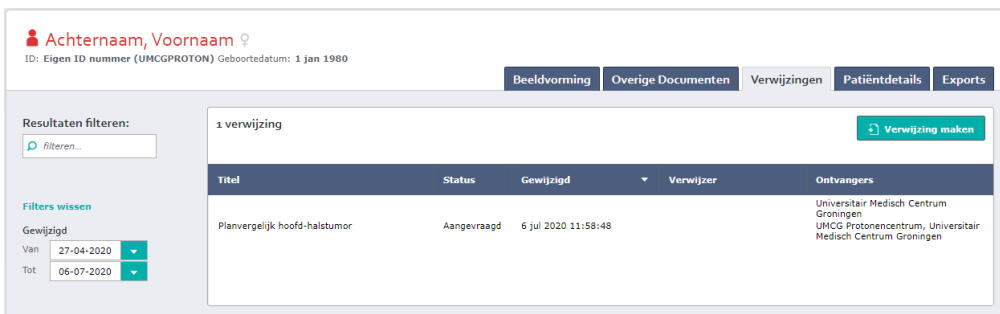 Achternaam, Voornaam ♀
ID: Eigen ID nummer (UMCGPROTON) Geboortedatum: 1 jan 1980
Beeldvorming Overige Documenten Verwijzingen Patiëntdetails Exports
Resultaten filteren:
filteren...
Filters wissen
Gewijzigd
Van 27-04-2020
Tot 06-07-2020
1 verwijzing
Verwijzing maken
Titel Status Gewijzigd Verwijzer Ontvangers
Planvergelijk hoofd-halstumor Aangevraagd 6 jul 2020 11:58:48
Universitair Medisch Centrum
Groningen
UMCG Protonencentrum, Universitair
Medisch Centrum Groningen